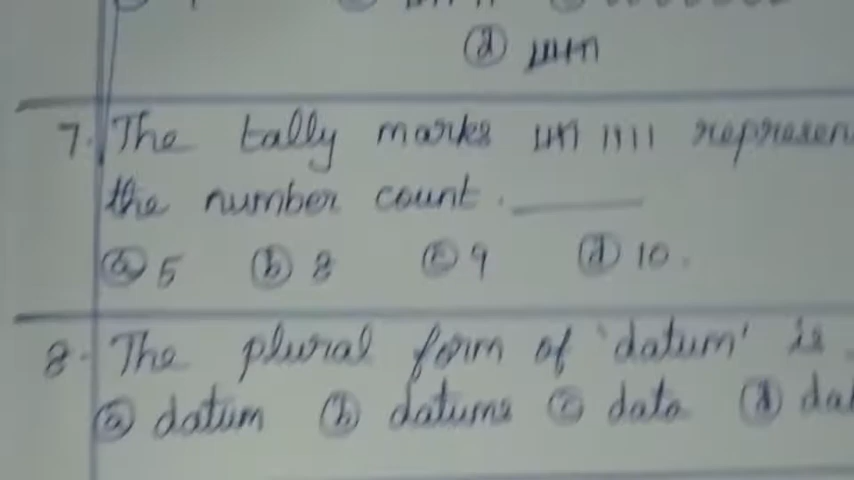 (d) 𝍸
7. The tally marks 𝍸 |||| represen
the number count. ______
(a) 5 (b) 8 (c) 9 (d) 10.
8. The plural form of 'datum' is
(a) datum (b) datums (c) data (d) dat